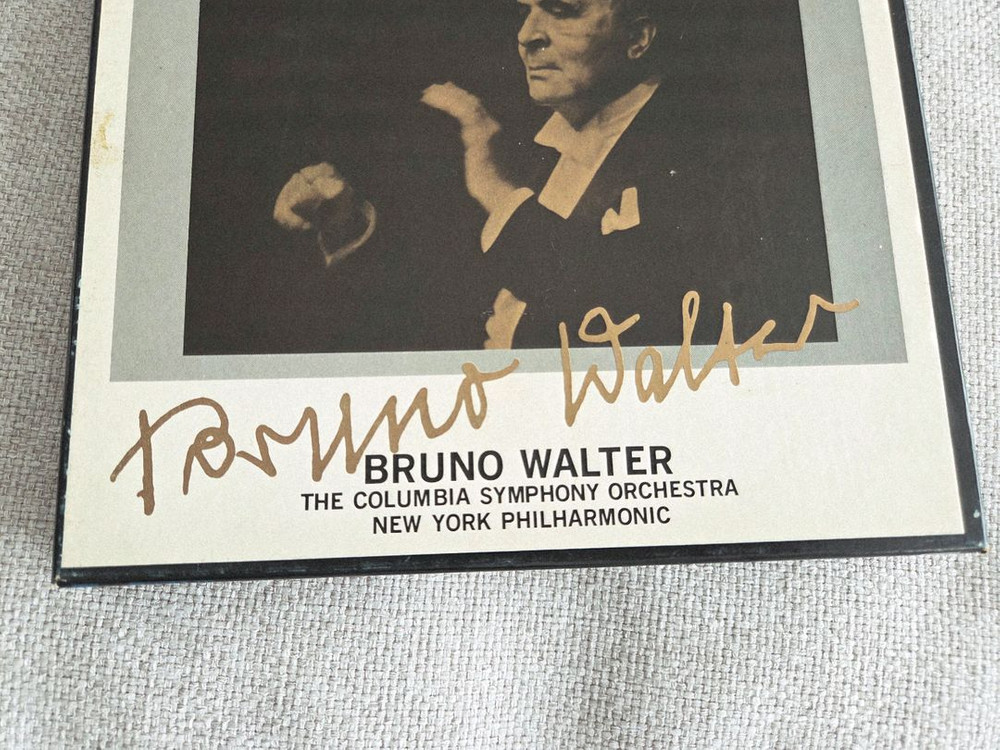 Bruno Walter
BRUNO WALTER
THE COLUMBIA SYMPHONY ORCHESTRA
NEW YORK PHILHARMONIC